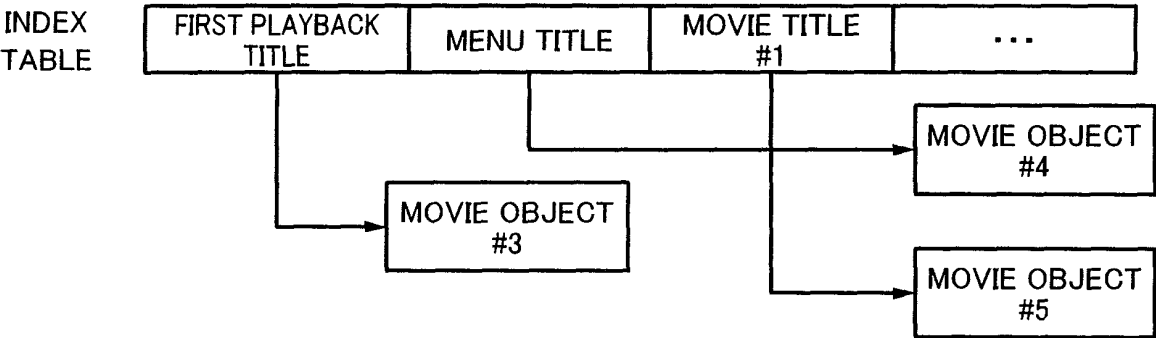 INDEX
TABLE
FIRST PLAYBACK
TITLE
MENU TITLE
MOVIE TITLE
#1
...
MOVIE OBJECT
#4
MOVIE OBJECT
#3
MOVIE OBJECT
#5